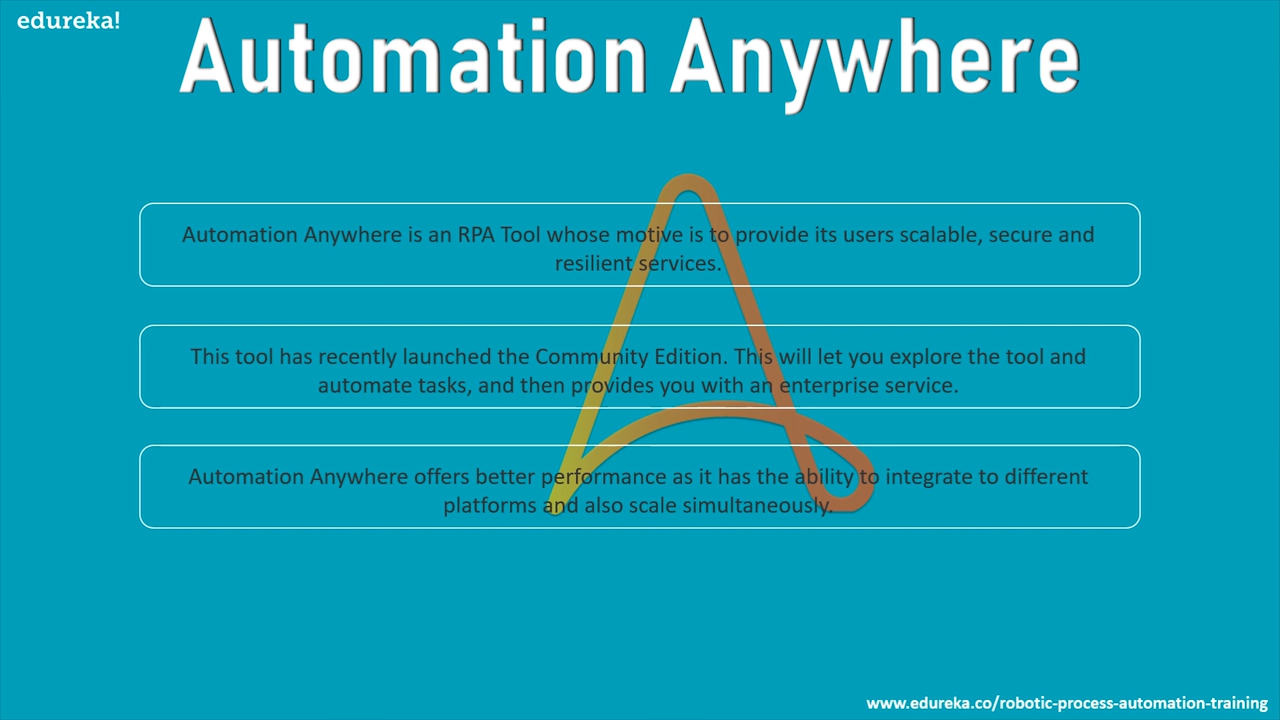 edureka!
Automation Anywhere
Automation Anywhere is an RPA Tool whose motive is to provide its users scalable, secure and
resilient services.
This tool has recently launched the Community Edition. This will let you explore the tool and
automate tasks, and then provides you with an enterprise service.
Automation Anywhere offers better performance as it has the ability to integrate to different
platforms and also scale simultaneously.
www.edureka.co/robotic-process-automation-training